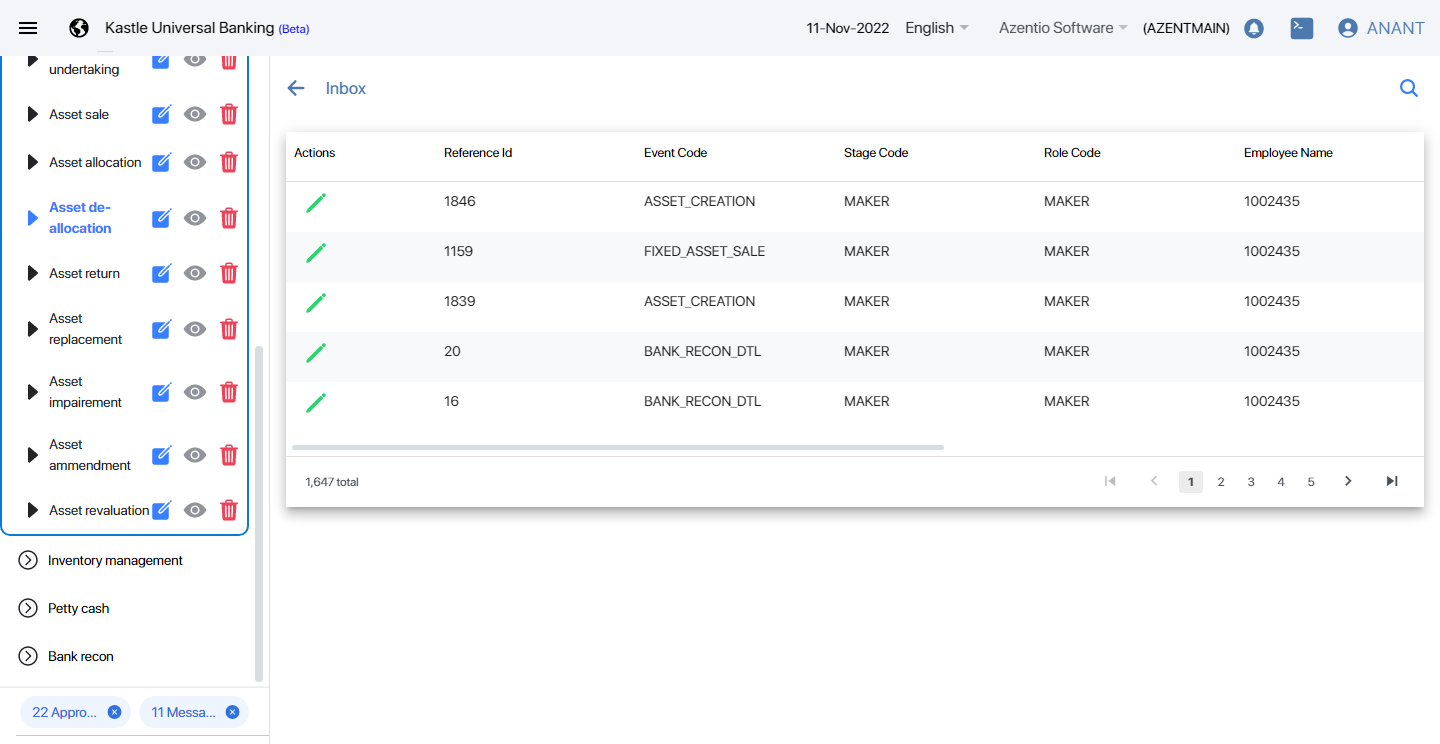 Kastle Universal Banking (Beta)
11-Nov-2022 English Azentio Software (AZENTMAIN) ANANT
undertaking
Asset sale
Asset allocation
Asset de-
allocation
Asset return
Asset
replacement
Asset
impairement
Asset
ammendment
Asset revaluation
Inventory management
Petty cash
Bank recon
22 Appro... 11 Messa...
Inbox
Actions Reference Id Event Code Stage Code Role Code Employee Name
1846 ASSET_CREATION MAKER MAKER 1002435
1159 FIXED_ASSET_SALE MAKER MAKER 1002435
1839 ASSET_CREATION MAKER MAKER 1002435
20 BANK_RECON_DTL MAKER MAKER 1002435
16 BANK_RECON_DTL MAKER MAKER 1002435
1,647 total
1 2 3 4 5